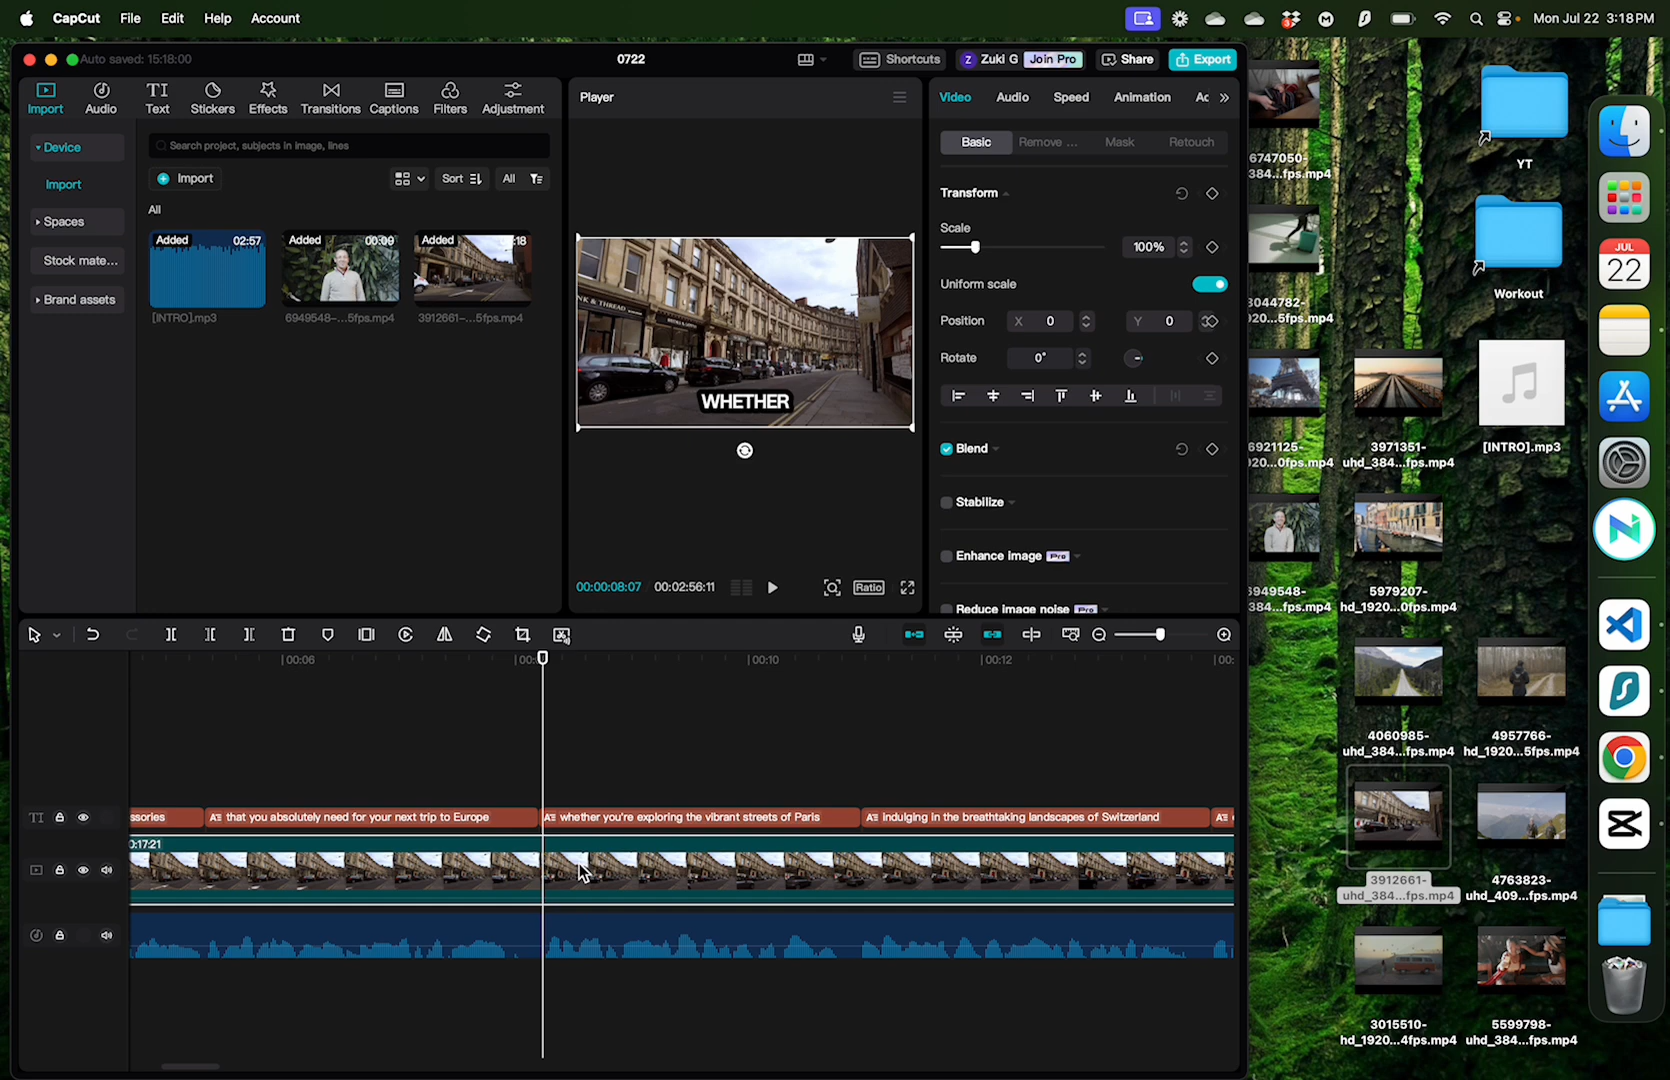 CapCut File Edit Help Account
3
Mon Jul 22 3:18 PM
Auto saved: 15:18:00
0722
Shortcuts
Z Zuki G Join Pro
Share
Export
Import Audio Text Stickers Effects Transitions Captions Filters Adjustment
TI
Device
Import
Spaces
Stock mate...
Brand assets
Search project, subjects in image, lines
Import
Sort
All
All
Added 02:57
[INTRO].mp3
Added 00:09
6949548-...5fps.mp4
Added :18
3912661-...5fps.mp4
Player
NK & THREAD
WHETHER
00:00:08:07 00:02:56:11
Ratio
Video Audio Speed Animation Ac
Basic Remove ... Mask Retouch
Transform
Scale
100%
Uniform scale
Position X 0 Y 0
Rotate 0°
Blend
Stabilize
Enhance image Pro
Reduce image noise Pro
00:06 00: 00:10 00:12 00:
TI
ssories
A that you absolutely need for your next trip to Europe
A whether you're exploring the vibrant streets of Paris
A Indulging in the breathtaking landscapes of Switzerland
0:17:21
6747050-
384...fps.mp4
3044782-
920...5fps.mp4
6921125-
920...0fps.mp4
6949548-
384...fps.mp4
3971351-
uhd_384...fps.mp4
5979207-
hd_1920...0fps.mp4
4060985-
uhd_384...fps.mp4
4957766-
hd_1920...5fps.mp4
3912661-
uhd_384...fps.mp4
4763823-
uhd_409...fps.mp4
3015510-
hd_1920...4fps.mp4
5599798-
uhd_384...fps.mp4
YT
Workout
[INTRO].mp3
JUL
22